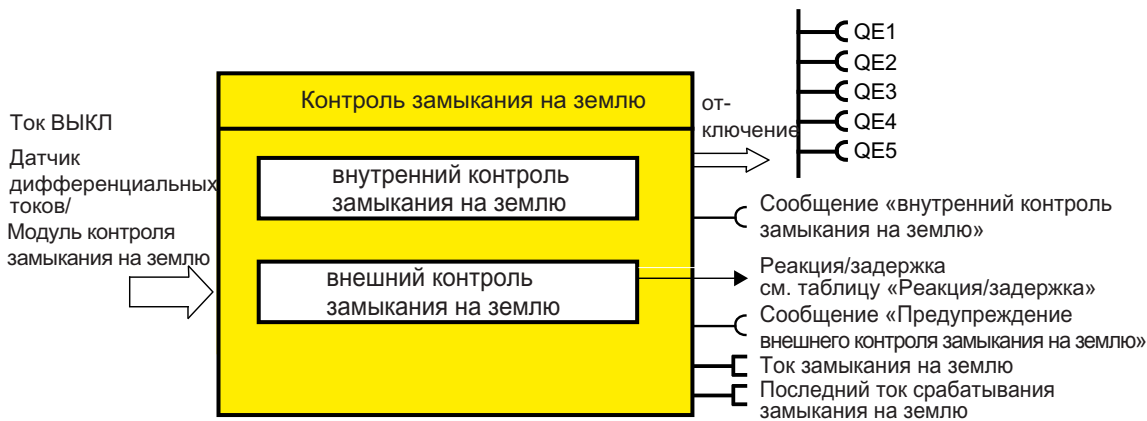 Ток ВЫКЛ
Датчик
дифференциальных
токов/
Модуль контроля
замыкания на землю
Контроль замыкания на землю
внутренний контроль
замыкания на землю
внешний контроль
замыкания на землю
от-
ключение
QE1
QE2
QE3
QE4
QE5
Сообщение «внутренний контроль
замыкания на землю»
Реакция/задержка
см. таблицу «Реакция/задержка»
Сообщение «Предупреждение
внешнего контроля замыкания на землю»
Ток замыкания на землю
Последний ток срабатывания
замыкания на землю